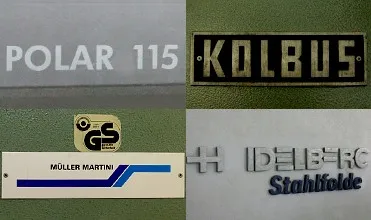 POLAR 115
KOLBUS
GS
MÜLLER MARTINI
H IDELBERG
Stahlfolde